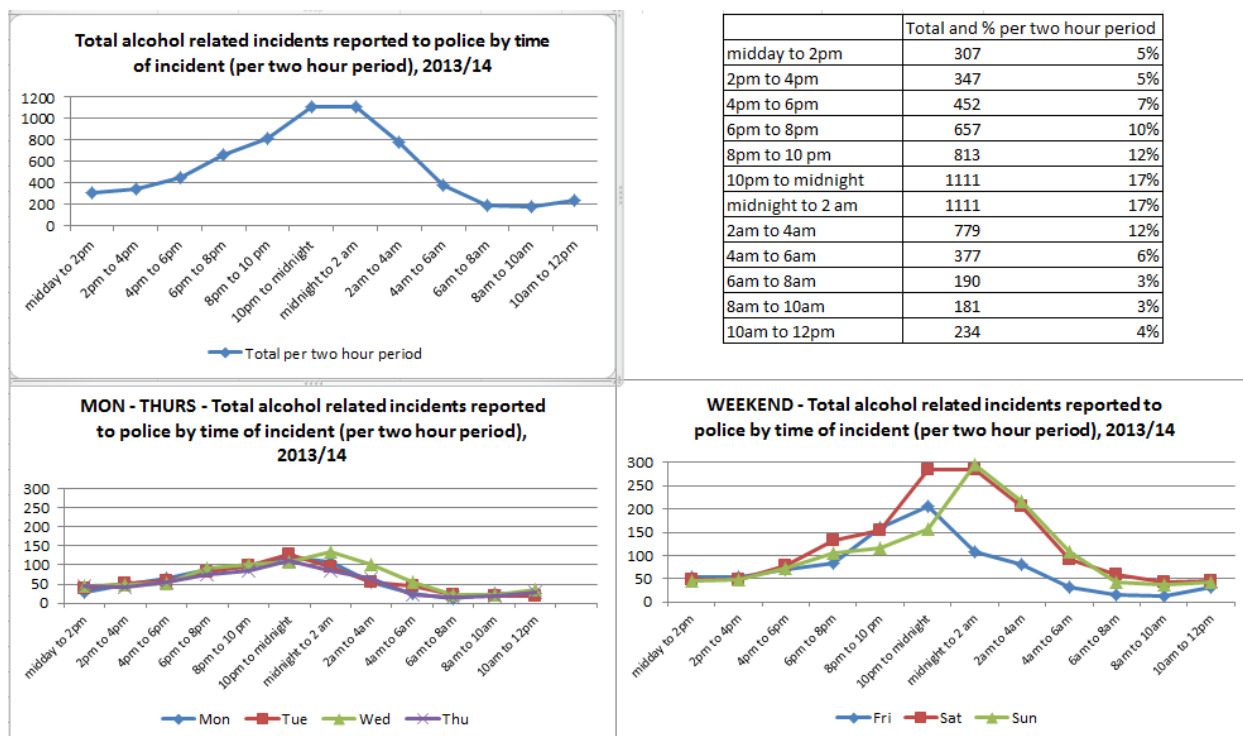 Total alcohol related incidents reported to police by time
of incident (per two hour period), 2013/14
1200
1000
800
600
400
200
0
midday to 2pm
2pm to 4pm
4pm to 6pm
6pm to 8pm
8pm to 10 pm
10pm to midnight
midnight to 2 am
2am to 4am
4am to 6am
6am to 8am
8am to 10am
10am to 12pm
Total per two hour period
Total and % per two hour period
midday to 2pm 307 5%
2pm to 4pm 347 5%
4pm to 6pm 452 7%
6pm to 8pm 657 10%
8pm to 10 pm 813 12%
10pm to midnight 1111 17%
midnight to 2 am 1111 17%
2am to 4am 779 12%
4am to 6am 377 6%
6am to 8am 190 3%
8am to 10am 181 3%
10am to 12pm 234 4%
MON - THURS - Total alcohol related incidents reported
to police by time of incident (per two hour period),
2013/14
300
250
200
150
100
50
0
midday to 2pm
2pm to 4pm
4pm to 6pm
6pm to 8pm
8pm to 10 pm
10pm to midnight
midnight to 2 am
2am to 4am
4am to 6am
6am to 8am
8am to 10am
10am to 12pm
Mon Tue Wed Thu
WEEKEND - Total alcohol related incidents reported to
police by time of incident (per two hour period), 2013/14
300
250
200
150
100
50
0
midday to 2pm
2pm to 4pm
4pm to 6pm
6pm to 8pm
8pm to 10 pm
10pm to midnight
midnight to 2 am
2am to 4am
4am to 6am
6am to 8am
8am to 10am
10am to 12pm
Fri Sat Sun